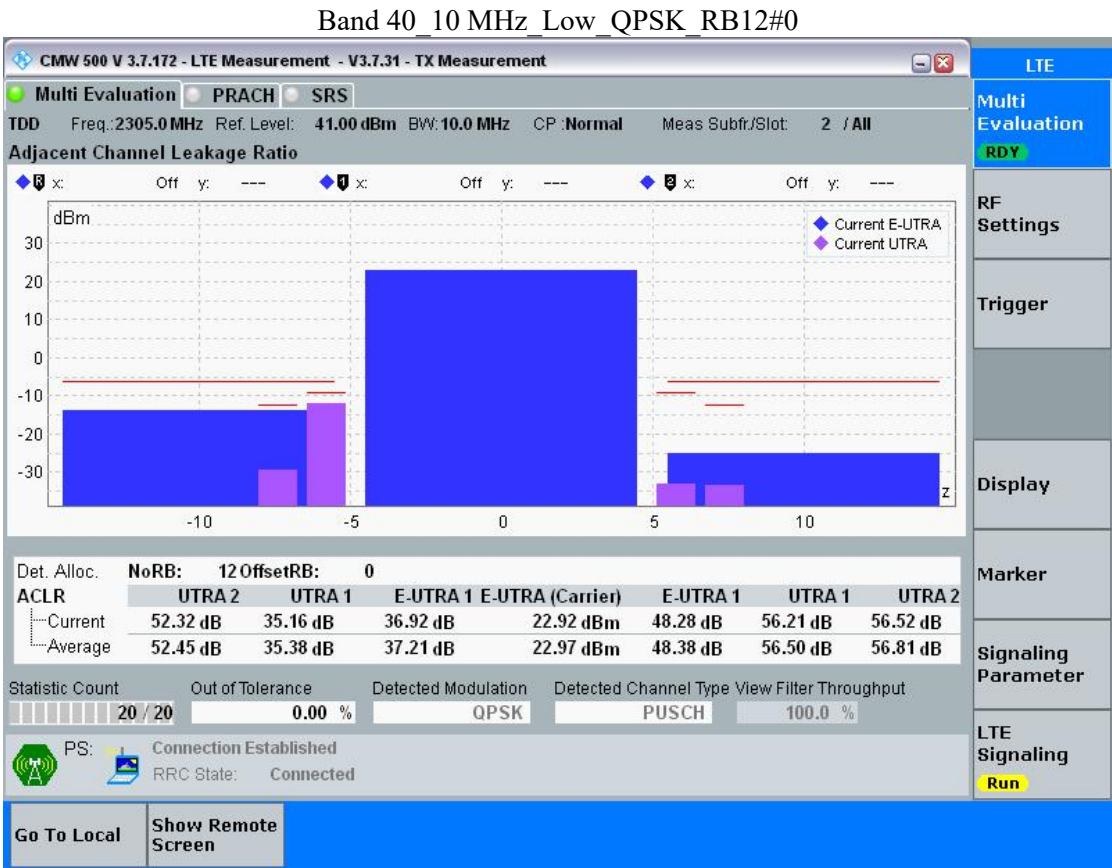 Band 40_10 MHz_Low_QPSK_RB12#0
CMW 500 V 3.7.172 - LTE Measurement - V3.7.31 - TX Measurement
LTE
Multi Evaluation PRACH SRS
TDD Freq.:2305.0 MHz Ref. Level: 41.00 dBm BW: 10.0 MHz CP :Normal Meas Subfr./Slot: 2 / All
Adjacent Channel Leakage Ratio
R x: Off y: --- 1 x: Off y: --- 2 x: Off y: ---
dBm
Current E-UTRA
Current UTRA
30
20
10
0
-10
-20
-30
z
-10 -5 0 5 10
Det. Alloc. NoRB: 12 OffsetRB: 0
ACLR UTRA 2 UTRA 1 E-UTRA 1 E-UTRA (Carrier) E-UTRA 1 UTRA 1 UTRA 2
Current 52.32 dB 35.16 dB 36.92 dB 22.92 dBm 48.28 dB 56.21 dB 56.52 dB
Average 52.45 dB 35.38 dB 37.21 dB 22.97 dBm 48.38 dB 56.50 dB 56.81 dB
Statistic Count Out of Tolerance Detected Modulation Detected Channel Type View Filter Throughput
20 / 20 0.00 % QPSK PUSCH 100.0 %
PS: Connection Established
RRC State: Connected
Multi
Evaluation
RDY
RF
Settings
Trigger
Display
Marker
Signaling
Parameter
LTE
Signaling
Run
Go To Local
Show Remote
Screen